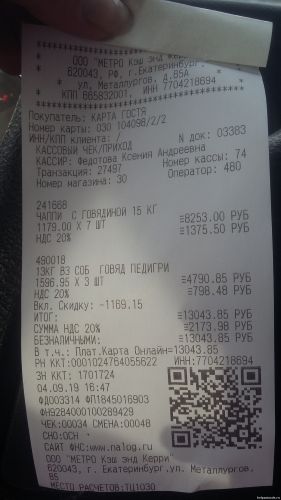 ************************
* ООО "МЕТРО Кэш энд Керри" *
* 620043, РФ, г.Екатеринбург, *
* ул. Металлургов, д.85А *
* КПП 665832001, ИНН 7704218694 *
************************
Покупатель: КАРТА ГОСТЯ
Номер карты: 030 104098/2/2
ИНН/КПП клиента: /
КАССОВЫЙ ЧЕК/ПРИХОД N док: 03383
КАССИР: Федотова Ксения Андреевна
Транзакция: 27497 Номер кассы: 74
Номер магазина: 30 Оператор: 480
241668
ЧАППИ С ГОВЯДИНОЙ 15 КГ
1179.00 X 7 ШТ ≡8253.00 РУБ
НДС 20% ≡1375.50 РУБ
490018
13КГ ВЗ СОБ ГОВЯД ПЕДИГРИ
1596.95 X 3 ШТ ≡4790.85 РУБ
НДС 20% ≡798.48 РУБ
Вкл. Скидку: -1189.15
ИТОГ: ≡13043.85 РУБ
СУММА НДС 20% ≡2173.98 РУБ
БЕЗНАЛИЧНЫМИ: ≡13043.85 РУБ
В т.ч.: Плат.Карта Онлайн=13043.85
РН ККТ:0001024764055622 ИНН:7704218694
ЗН ККТ: 1701724
04.09.19 16:47
ФД003314 ФП1845016903
ФН9284000100289429
ЧЕК:00034 СМЕНА:00048
СНО:ОСН
САЙТ ФНС:www.nalog.ru
ООО "МЕТРО Кэш энд Керри"
620043, г. Екатеринбург,ул. Металлургов,
85
МЕСТО РАСЧЕТОВ:ТЦ1030